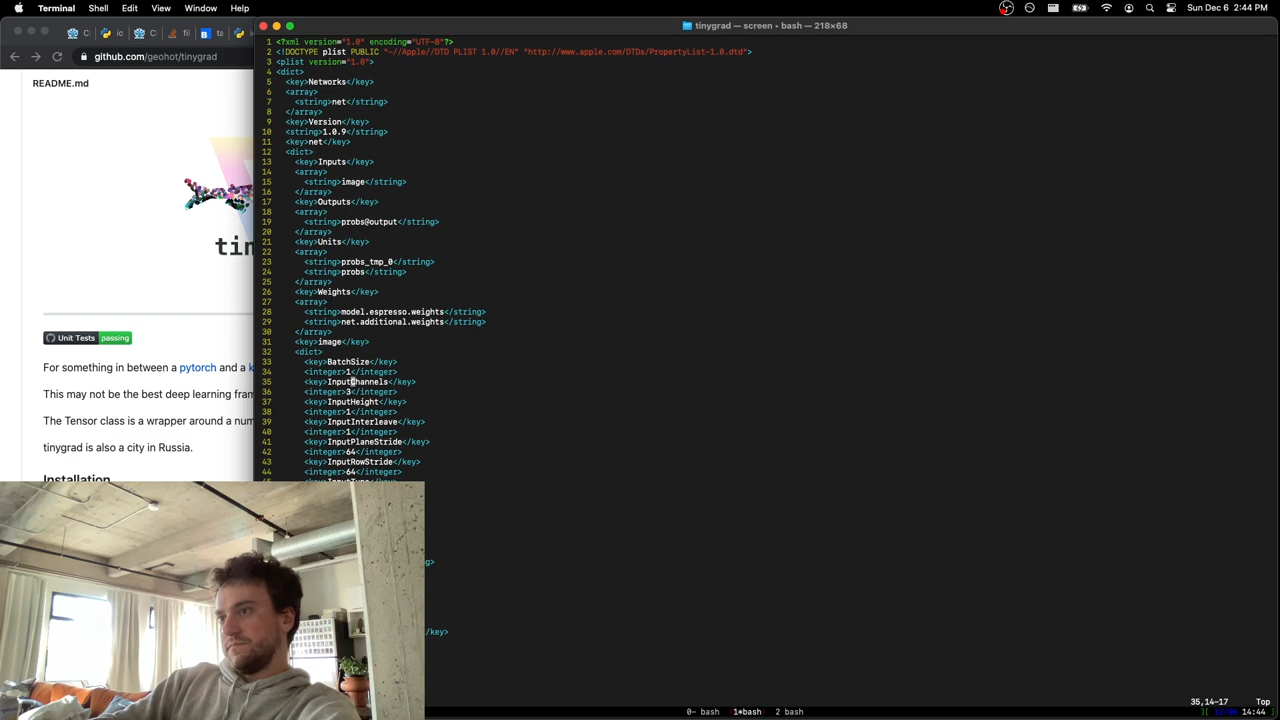 Terminal Shell Edit View Window Help Sun Dec 6 2:44 PM
tinygrad — screen • bash — 218×68
github.com/geohot/tinygrad
README.md
Unit Tests passing
For something in between a pytorch and a
This may not be the best deep learning
The Tensor class is a wrapper around a
tinygrad is also a city in Russia.
Installation
1 <?xml version="1.0" encoding="UTF-8"?>
2 <!DOCTYPE plist PUBLIC "-//Apple//DTD PLIST 1.0//EN" "http://www.apple.com/DTDs/PropertyList-1.0.dtd">
3 <plist version="1.0">
4 <dict>
5 <key>Networks</key>
6 <array>
7 <string>net</string>
8 </array>
9 <key>Version</key>
10 <string>1.0.9</string>
11 <key>net</key>
12 <dict>
13 <key>Inputs</key>
14 <array>
15 <string>image</string>
16 </array>
17 <key>Outputs</key>
18 <array>
19 <string>probs@output</string>
20 </array>
21 <key>Units</key>
22 <array>
23 <string>probs_tmp_0</string>
24 <string>probs</string>
25 </array>
26 <key>Weights</key>
27 <array>
28 <string>model.espresso.weights</string>
29 <string>net.additional.weights</string>
30 </array>
31 <key>image</key>
32 <dict>
33 <key>BatchSize</key>
34 <integer>1</integer>
35 <key>InputChannels</key>
36 <integer>3</integer>
37 <key>InputHeight</key>
38 <integer>1</integer>
39 <key>InputInterleave</key>
40 <integer>1</integer>
41 <key>InputPlaneStride</key>
42 <integer>64</integer>
43 <key>InputRowStride</key>
44 <integer>64</integer>
/key>
35,14-17 Top
0- bash 1*bash 2 bash 14:44